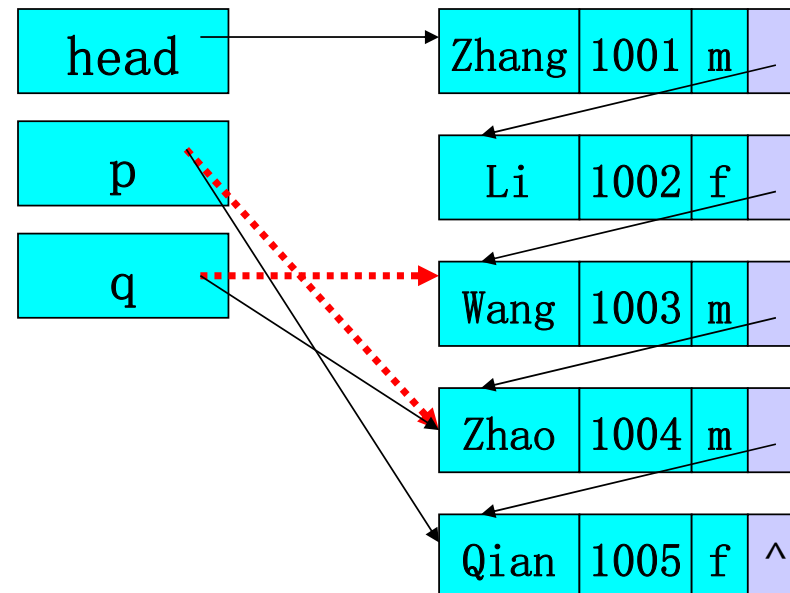 head
Zhang 1001 m
p
Li 1002 f
q
Wang 1003 m
Zhao 1004 m
Qian 1005 f ^